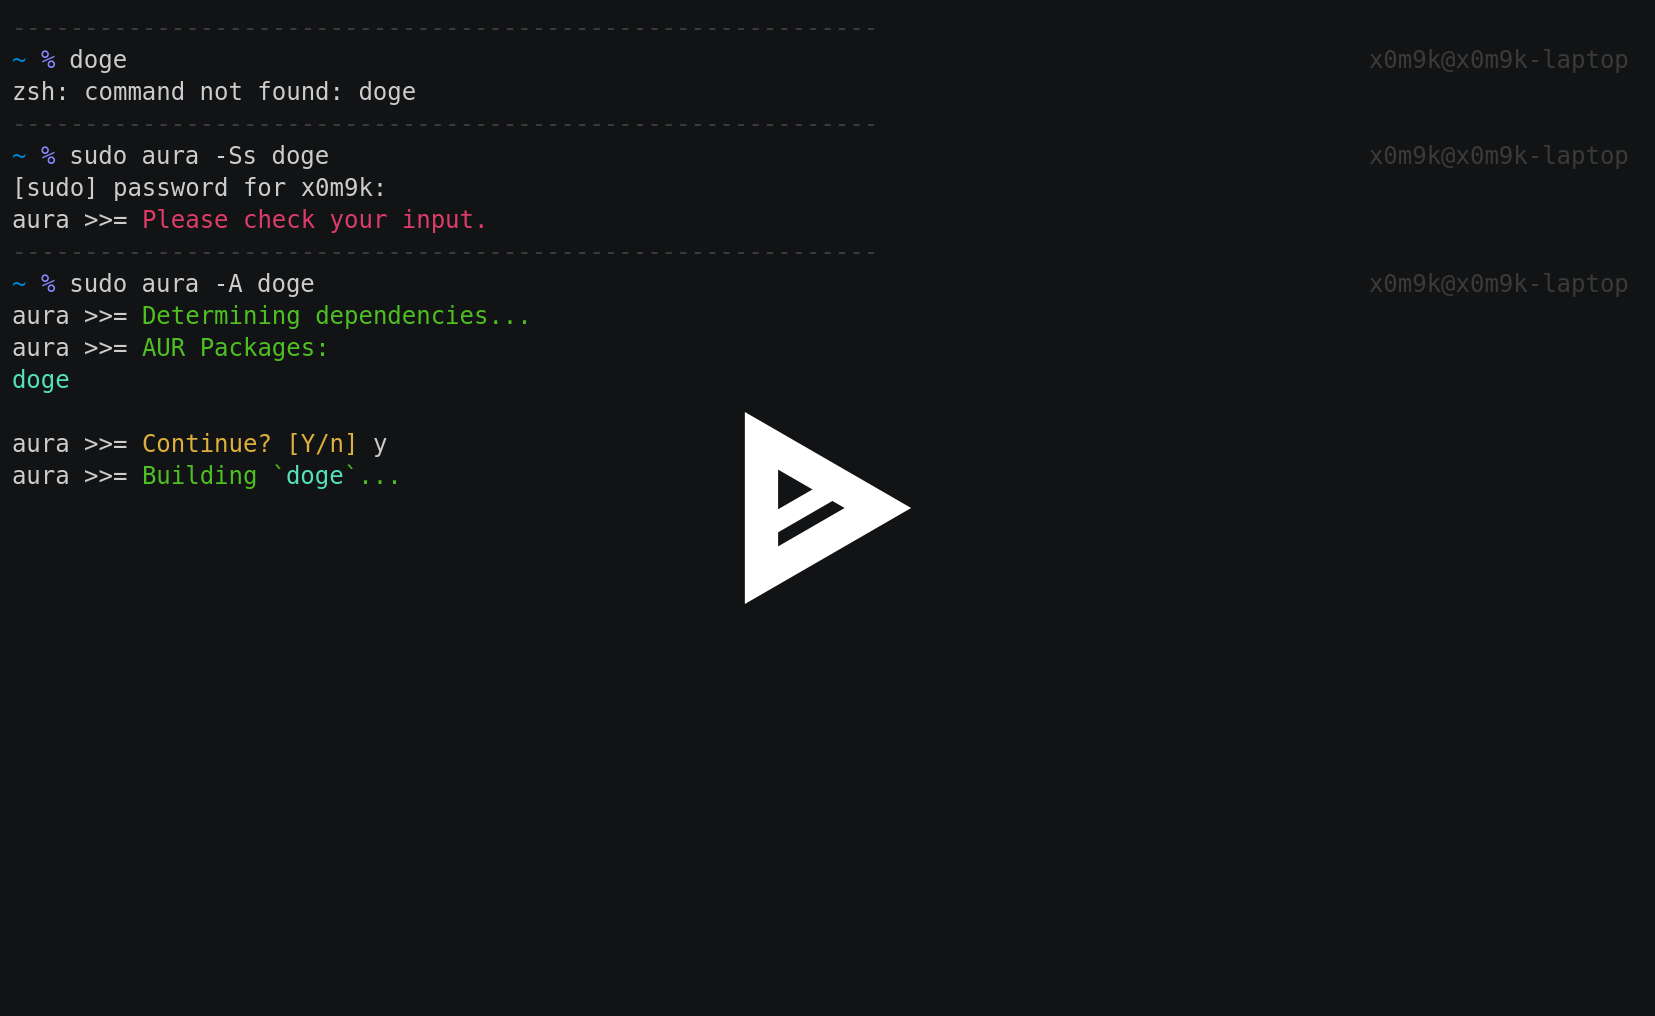 ------------------------------------------------------------
~ % doge x0m9k@x0m9k-laptop
zsh: command not found: doge
------------------------------------------------------------
~ % sudo aura -Ss doge x0m9k@x0m9k-laptop
[sudo] password for x0m9k:
aura >>= Please check your input.
------------------------------------------------------------
~ % sudo aura -A doge x0m9k@x0m9k-laptop
aura >>= Determining dependencies...
aura >>= AUR Packages:
doge
aura >>= Continue? [Y/n] y
aura >>= Building `doge`...